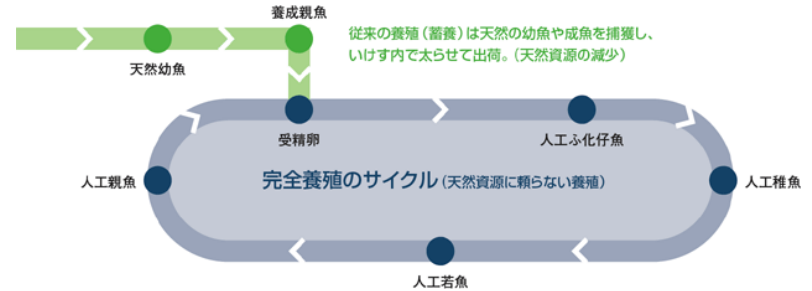 養成親魚
従来の養殖（蓄養）は天然の幼魚や成魚を捕獲し、
いけす内で太らせて出荷。（天然資源の減少）
天然幼魚
受精卵
人工ふ化仔魚
人工親魚
完全養殖のサイクル（天然資源に頼らない養殖）
人工稚魚
人工若魚